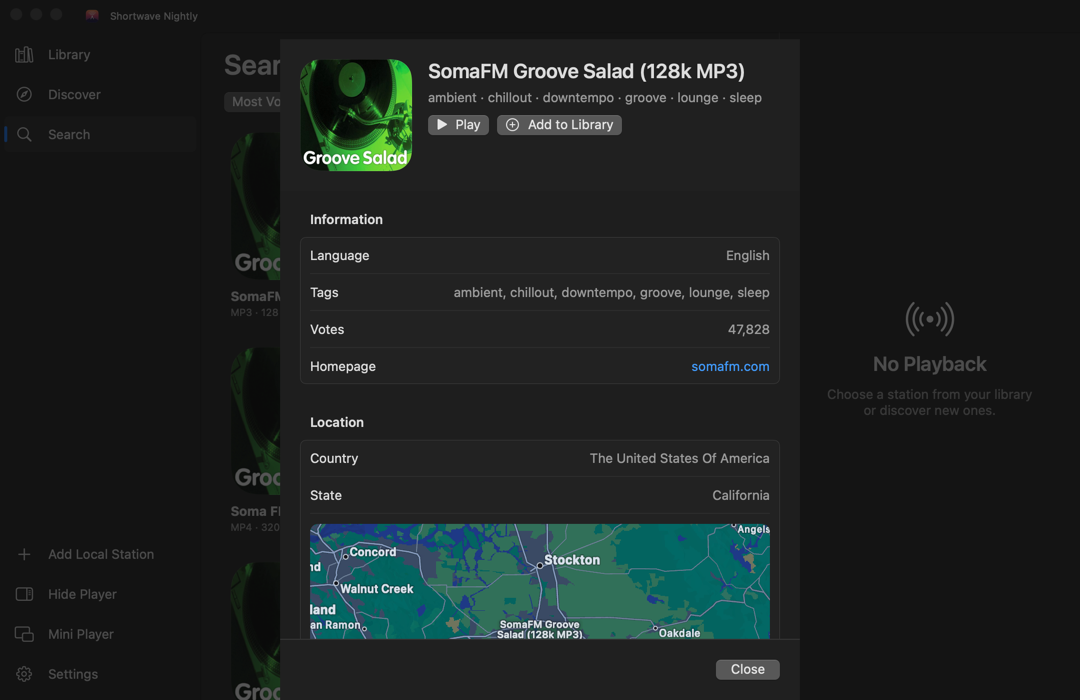 Shortwave Nightly
Library
Discover
Search
Add Local Station
Hide Player
Mini Player
Settings
Groove Salad
SomaFM Groove Salad (128k MP3)
ambient · chillout · downtempo · groove · lounge · sleep
Play
Add to Library
Information
Language English
Tags ambient, chillout, downtempo, groove, lounge, sleep
Votes 47,828
Homepage somafm.com
Location
Country The United States Of America
State California
Angels
Concord
Stockton
Walnut Creek
SomaFM Groove
Salad (128k MP3)
Oakdale
Close
No Playback
Choose a station from your library
or discover new ones.